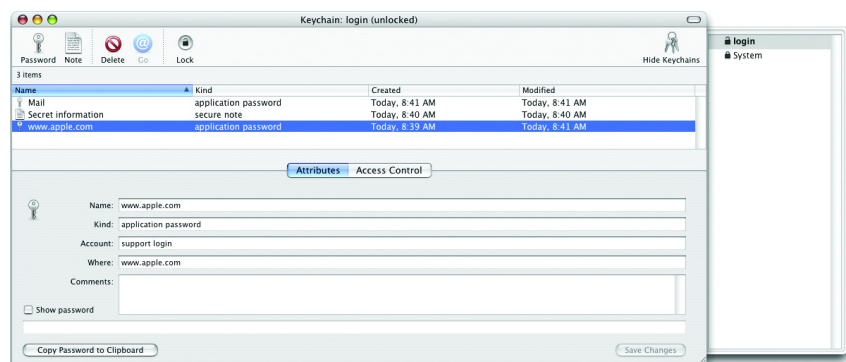 Keychain: login (unlocked)
Password Note Delete Go Lock Hide Keychains
3 items
Name Kind Created Modified
Mail application password Today, 8:41 AM Today, 8:41 AM
Secret information secure note Today, 8:40 AM Today, 8:40 AM
www.apple.com application password Today, 8:39 AM Today, 8:41 AM
Attributes Access Control
Name: www.apple.com
Kind: application password
Account: support login
Where: www.apple.com
Comments:
Show password
Copy Password to Clipboard Save Changes
login
System